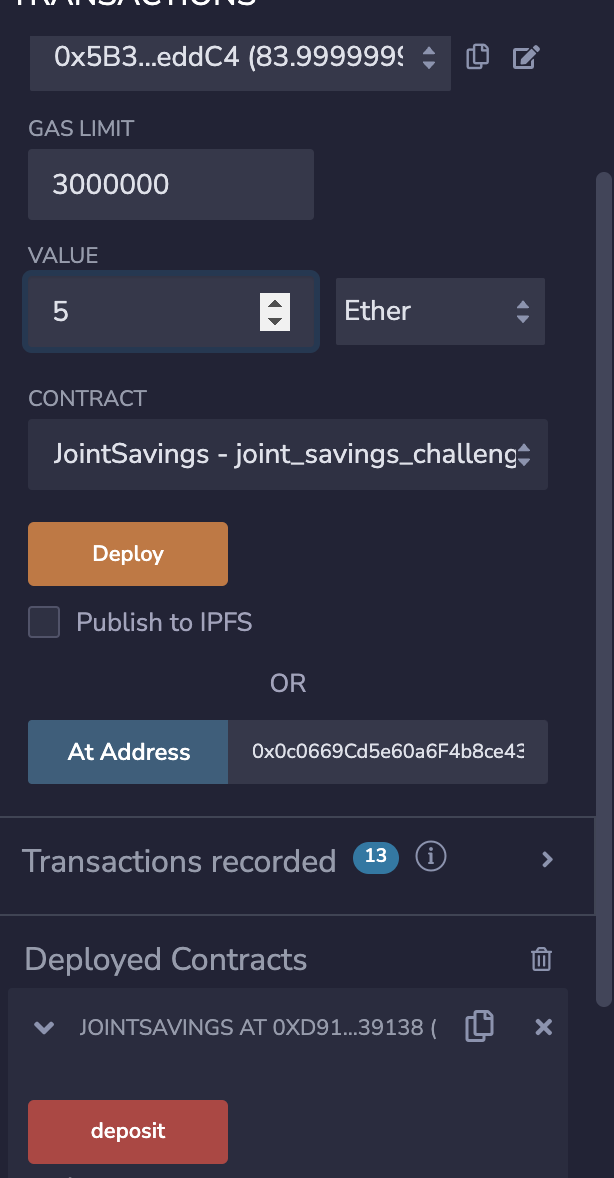 TRANSACTIONS
0x5B3...eddC4 (83.9999999
GAS LIMIT
3000000
VALUE
5
Ether
CONTRACT
JointSavings - joint_savings_challeng
Deploy
Publish to IPFS
OR
At Address
0x0c0669Cd5e60a6F4b8ce43
Transactions recorded 13 i
Deployed Contracts
JOINTSAVINGS AT 0XD91...39138 (
deposit